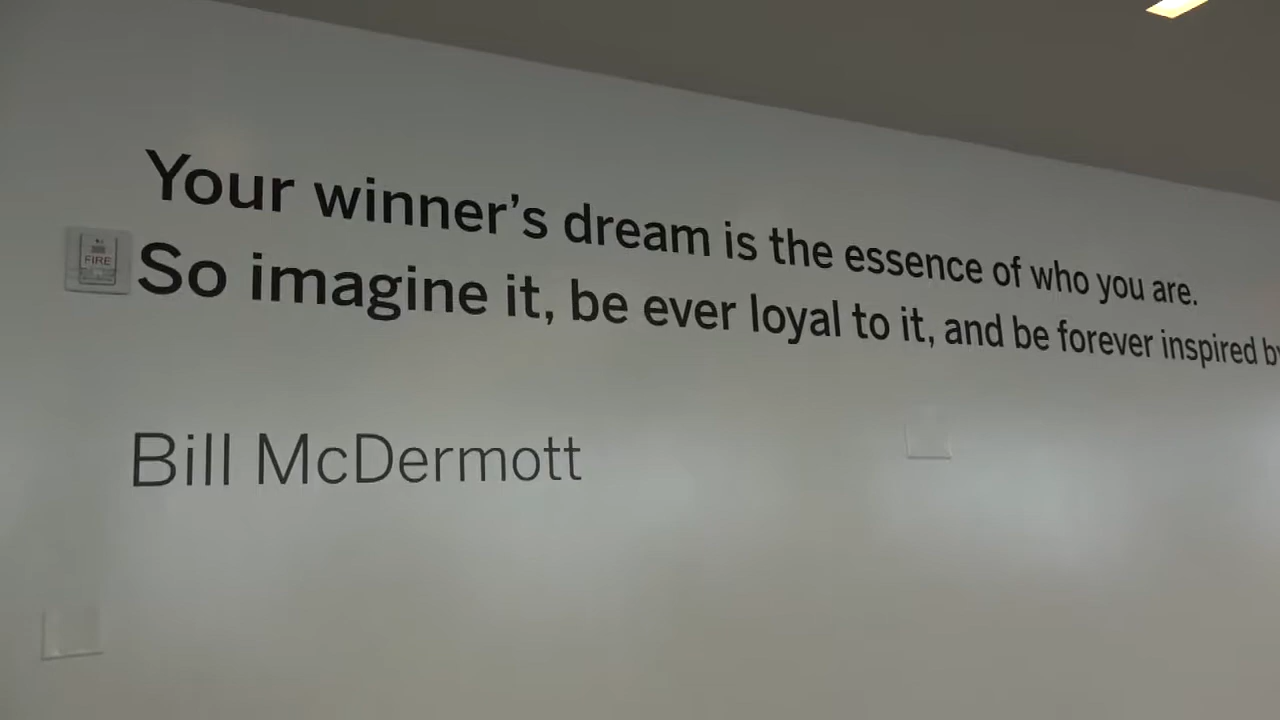 Your winner’s dream is the essence of who you are.
FIRE
So imagine it, be ever loyal to it, and be forever inspired by
Bill McDermott